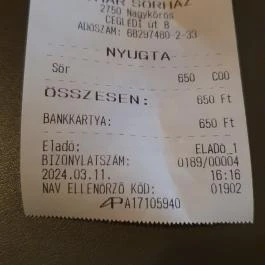 SÖRHÁZ
2750 Nagykőrös
CEGLÉDI út 8
ADÓSZÁM: 68297480-2-33
NYUGTA
Sör 650 C00
ÖSSZESEN: 650 Ft
BANKKÁRTYA: 650 Ft
Eladó: ELADó_1
BIZONYLATSZÁM: 0189/00004
2024.03.11. 16:16
NAV ELLENŐRZŐ KÓD: 01902
AP A17105940